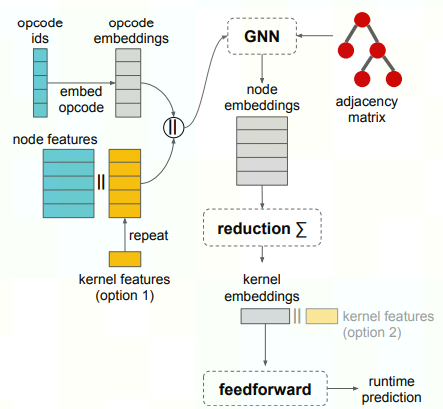 opcode
ids
opcode
embeddings
embed
opcode
GNN
adjacency
matrix
node
embeddings
||
node features
||
repeat
kernel features
(option 1)
reduction ∑
kernel
embeddings
||
kernel features
(option 2)
feedforward
runtime
prediction